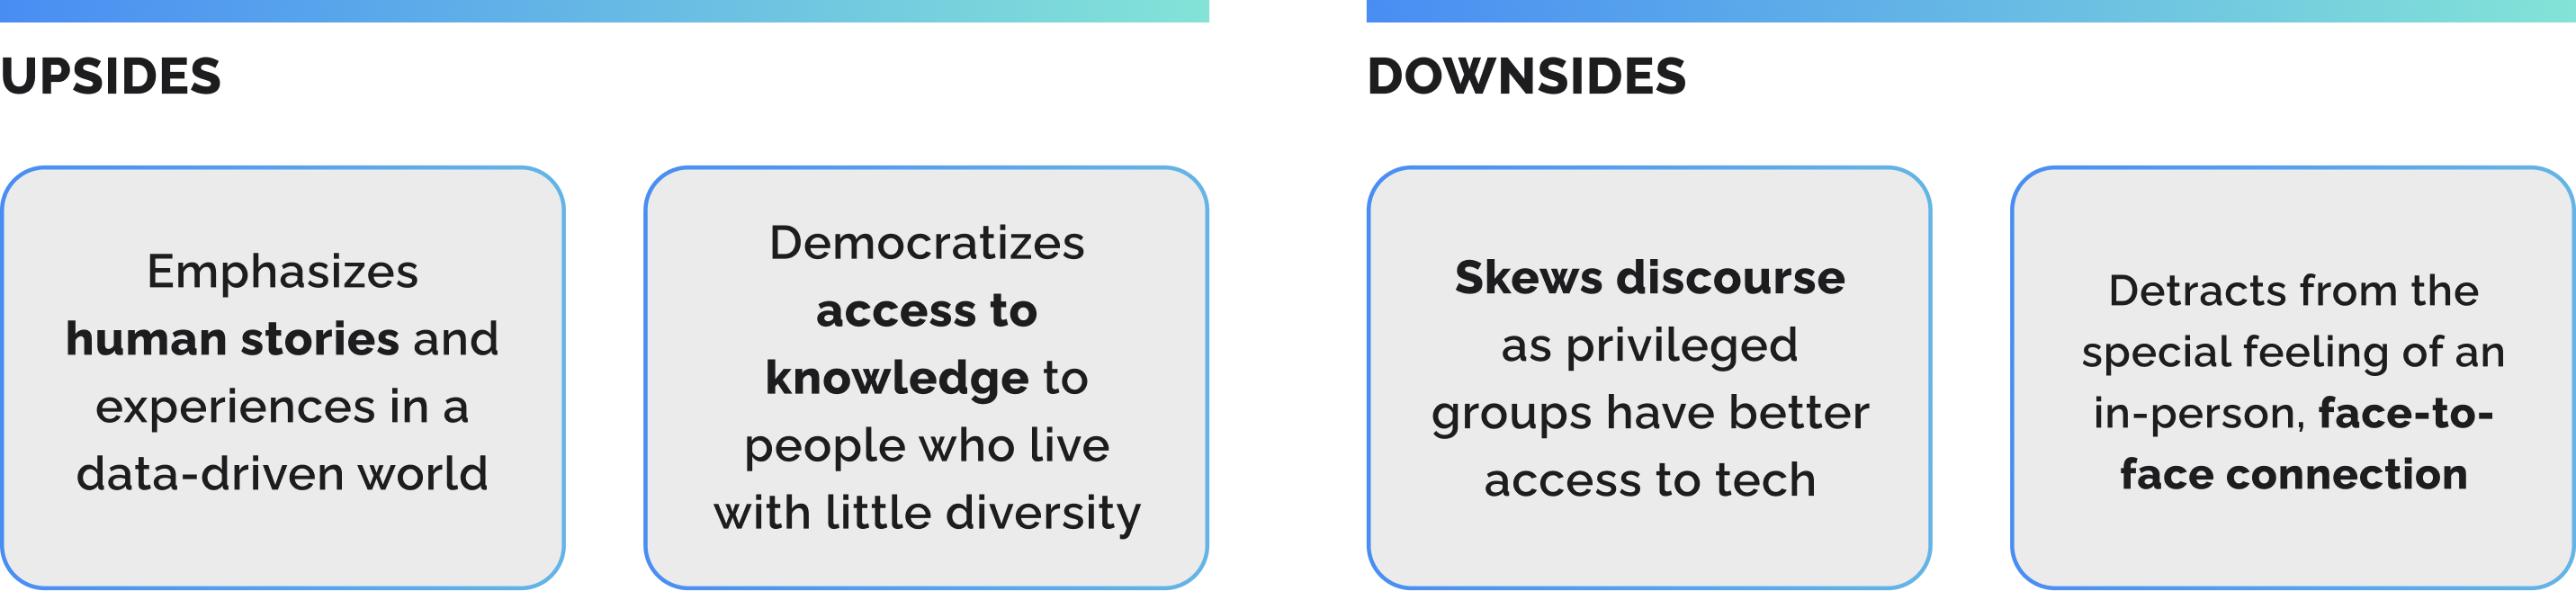 UPSIDES
Emphasizes
human stories and
experiences in a
data-driven world
Democratizes
access to
knowledge to
people who live
with little diversity
DOWNSIDES
Skews discourse
as privileged
groups have better
access to tech
Detracts from the
special feeling of an
in-person, face-to-
face connection